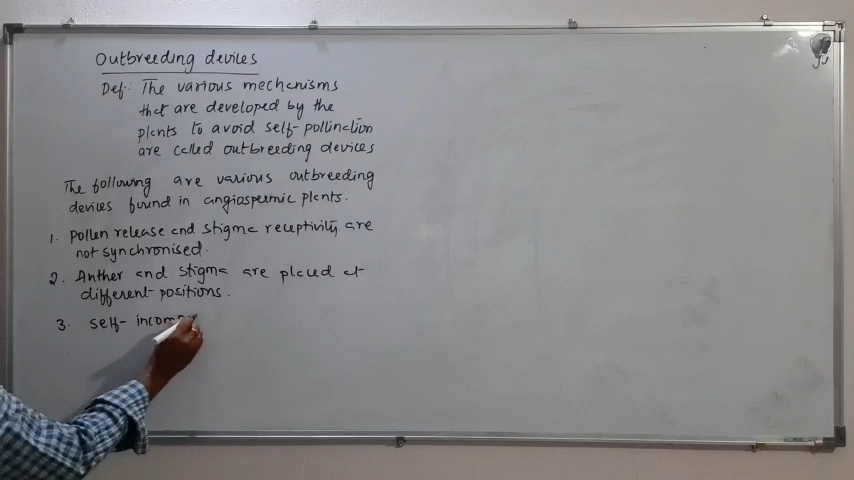 Outbreeding devices
Def: The various mechanisms
that are developed by the
plants to avoid self-pollination
are called outbreeding devices
The following are various outbreeding
devices found in angiospermic plants.
1. Pollen release and stigma receptivity are
not synchronised.
2. Anther and stigma are placed at
different positions.
3. Self-incom